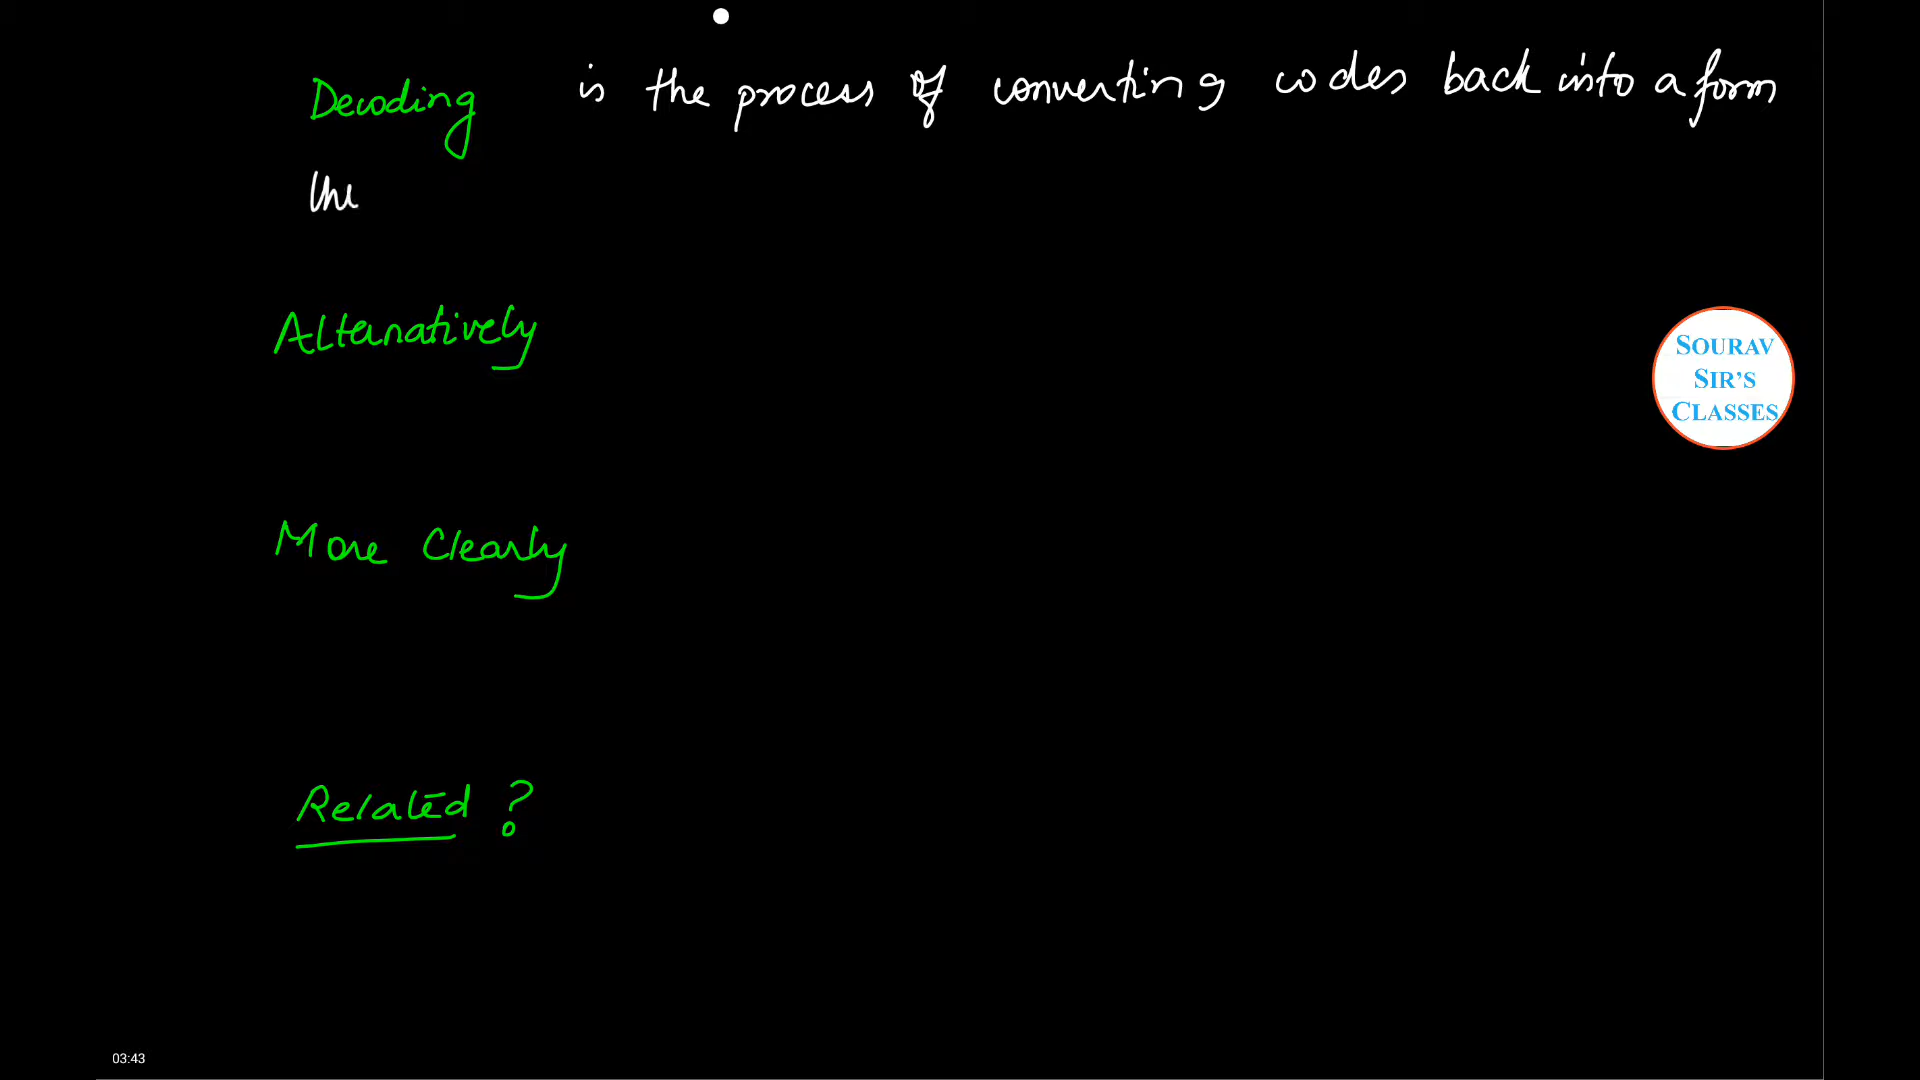 Decoding is the process of converting codes back into a form
the
Alternatively
SOURAV
SIR'S
CLASSES
More Clearly
Related ?
03:43